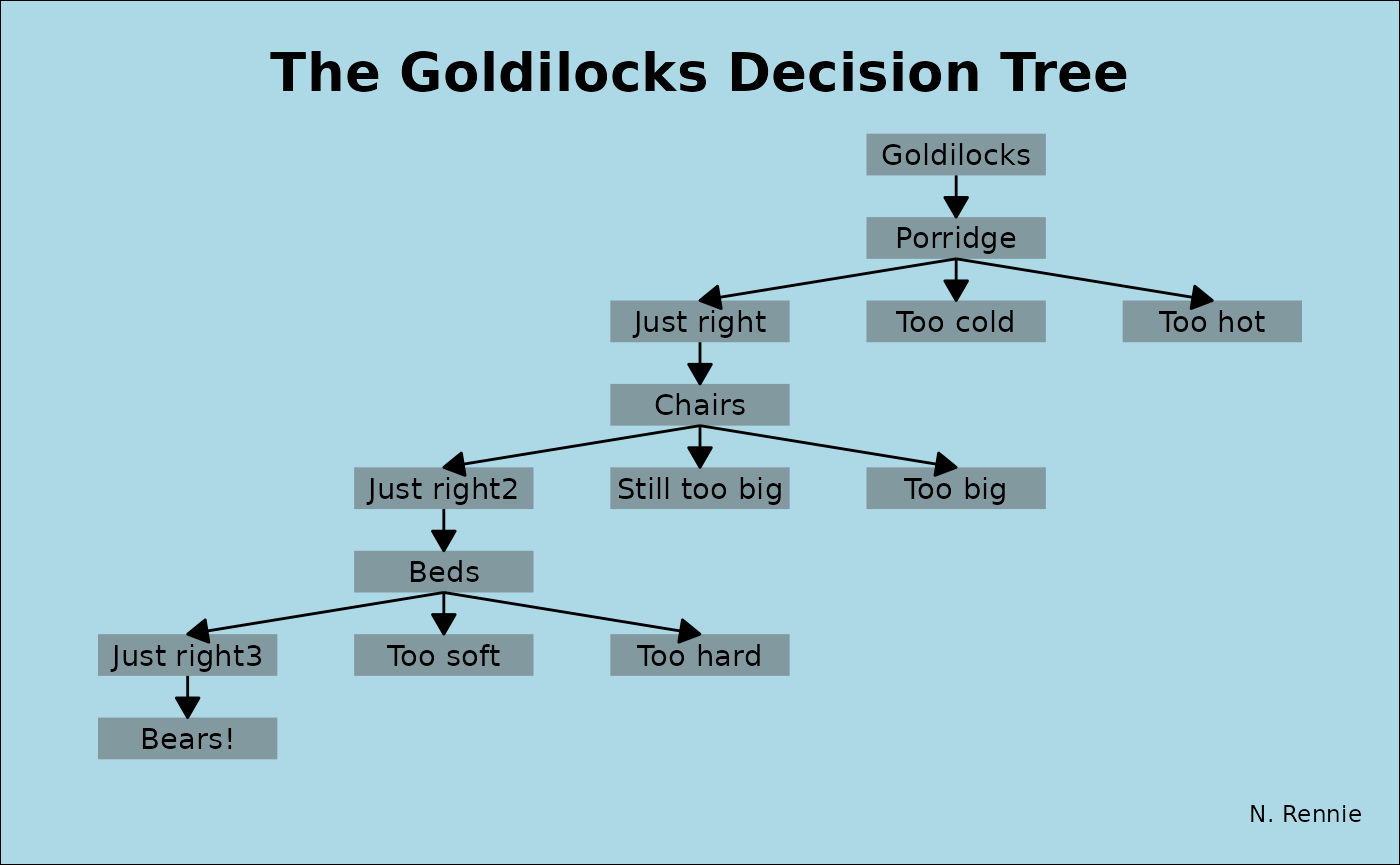 The Goldilocks Decision Tree
Goldilocks
Porridge
Just right
Too cold
Too hot
Chairs
Just right2
Still too big
Too big
Beds
Just right3
Too soft
Too hard
Bears!
N. Rennie